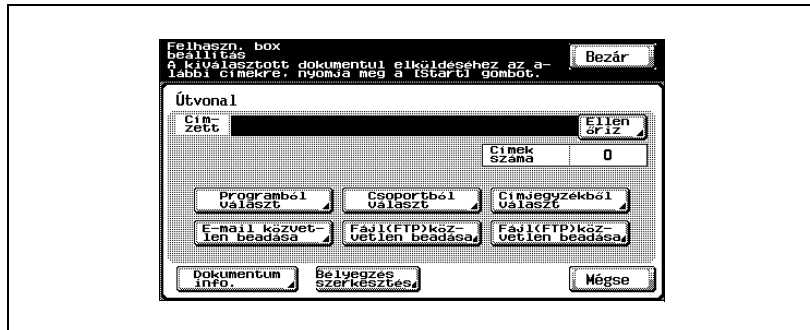 Felhaszn. box
beállítás
A kiválasztott dokumentul elküldéséhez az a-
lábbi címekre, nyomja meg a [Start] gombot.
Bezár
Útvonal
Cím-
zett
Ellen
őriz
Címek
száma
0
Programból
választ
Csoportból
választ
Címjegyzékből
választ
E-mail közvet-
len beadása
Fájl(FTP)köz-
vetlen beadása
Fájl(FTP)köz-
vetlen beadása
Dokumentum
info.
Bélyegzés
szerkesztés
Mégse